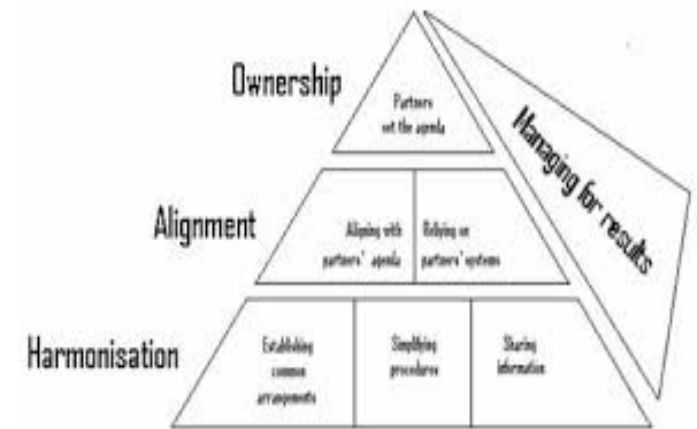 Ownership
Partners
set the agenda
Managing for results
Alignment
Aligning with
partners' agenda
Relying on
partners' systems
Harmonisation
Establishing
common
arrangements
Simplifying
procedures
Sharing
information